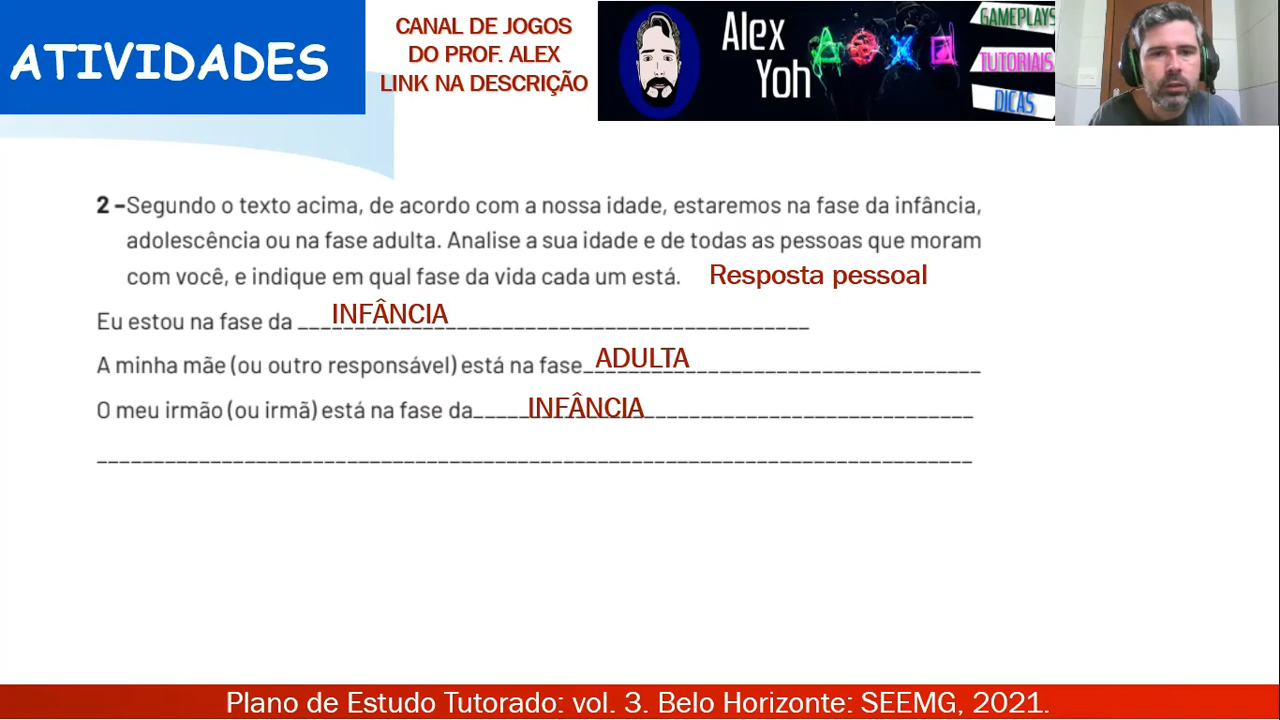 ATIVIDADES
CANAL DE JOGOS
DO PROF. ALEX
LINK NA DESCRIÇÃO
Alex
Yoh
GAMEPLAYS
TUTORIAIS
DICAS
2 –Segundo o texto acima, de acordo com a nossa idade, estaremos na fase da infância,
adolescência ou na fase adulta. Analise a sua idade e de todas as pessoas que moram
com você, e indique em qual fase da vida cada um está. Resposta pessoal
Eu estou na fase da INFÂNCIA
A minha mãe (ou outro responsável) está na fase ADULTA
O meu irmão (ou irmã) está na fase da INFÂNCIA
Plano de Estudo Tutorado: vol. 3. Belo Horizonte: SEEMG, 2021.